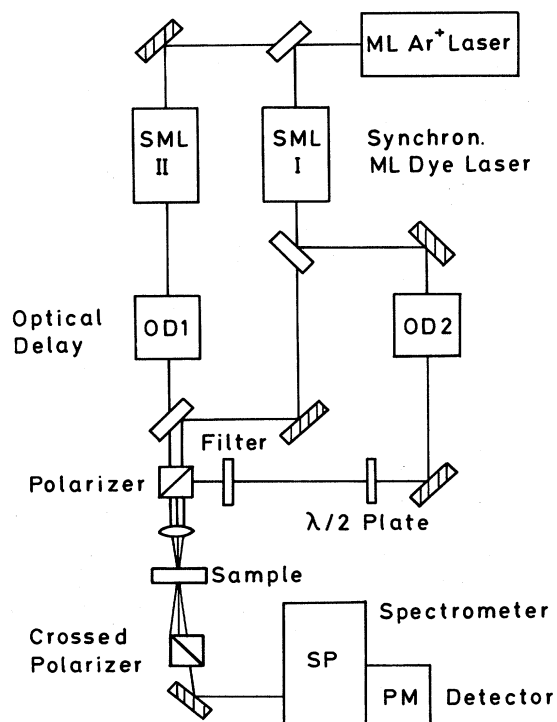 ML Ar+ Laser
SML
II
SML
I
Synchron.
ML Dye Laser
Optical
Delay
OD1
OD2
Filter
Polarizer
λ/2 Plate
Sample
Crossed
Polarizer
Spectrometer
SP
PM
Detector